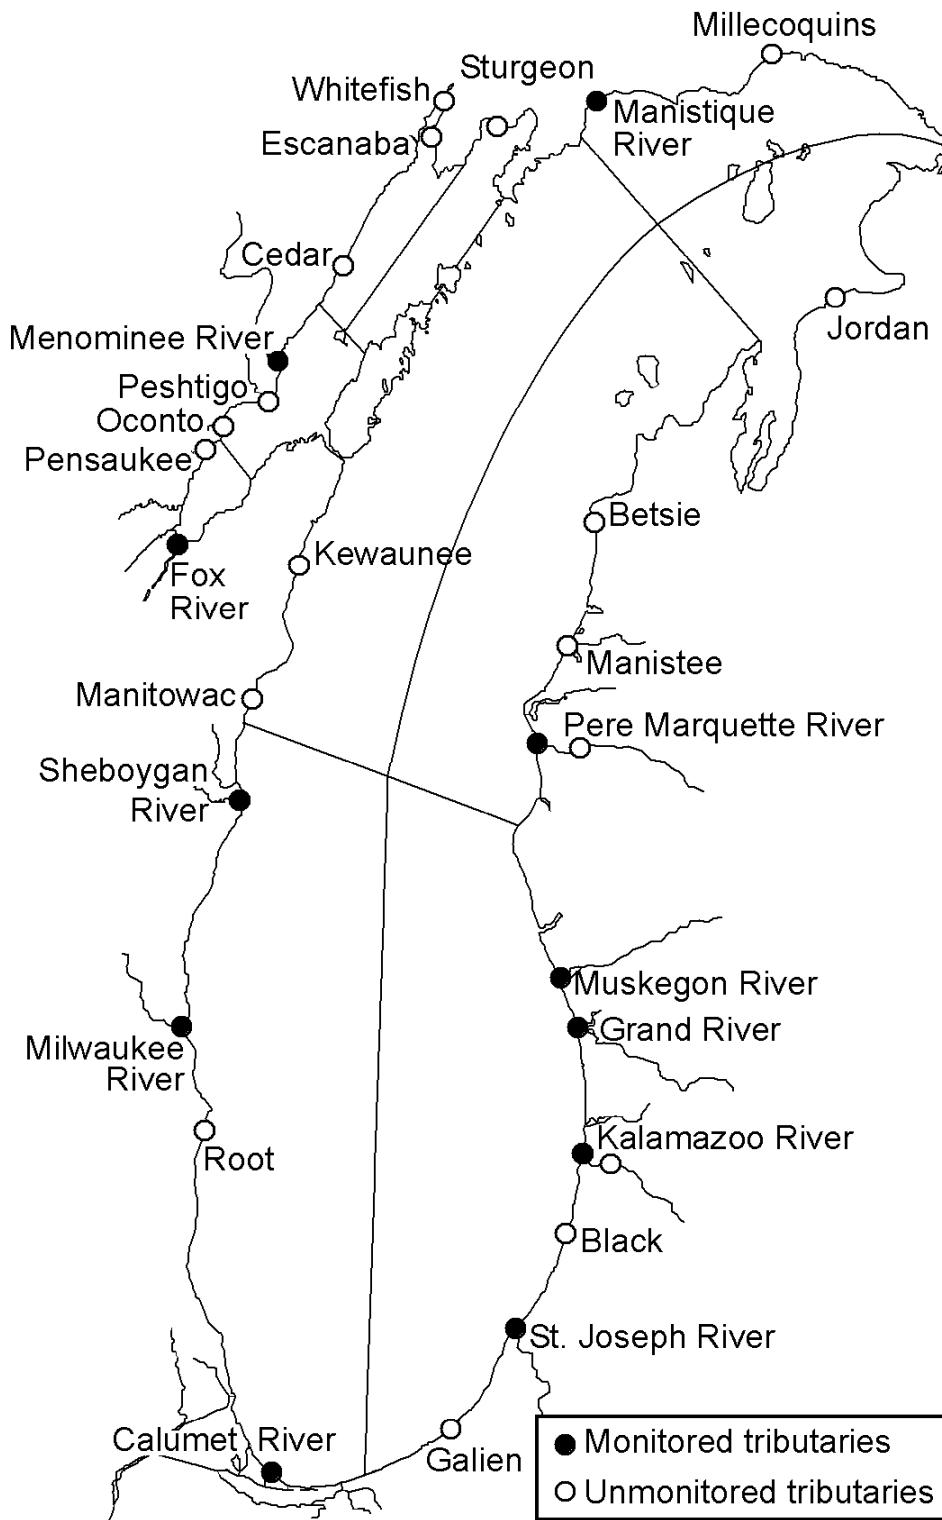 Millecoquins
Sturgeon
Whitefish
Manistique
River
Escanaba
Cedar
Jordan
Menominee River
Peshtigo
Oconto
Pensaukee
Betsie
Kewaunee
Fox
River
Manistee
Manitowac
Pere Marquette River
Sheboygan
River
Muskegon River
Grand River
Milwaukee
River
Kalamazoo River
Root
Black
St. Joseph River
Calumet River
Galien
Monitored tributaries
Unmonitored tributaries